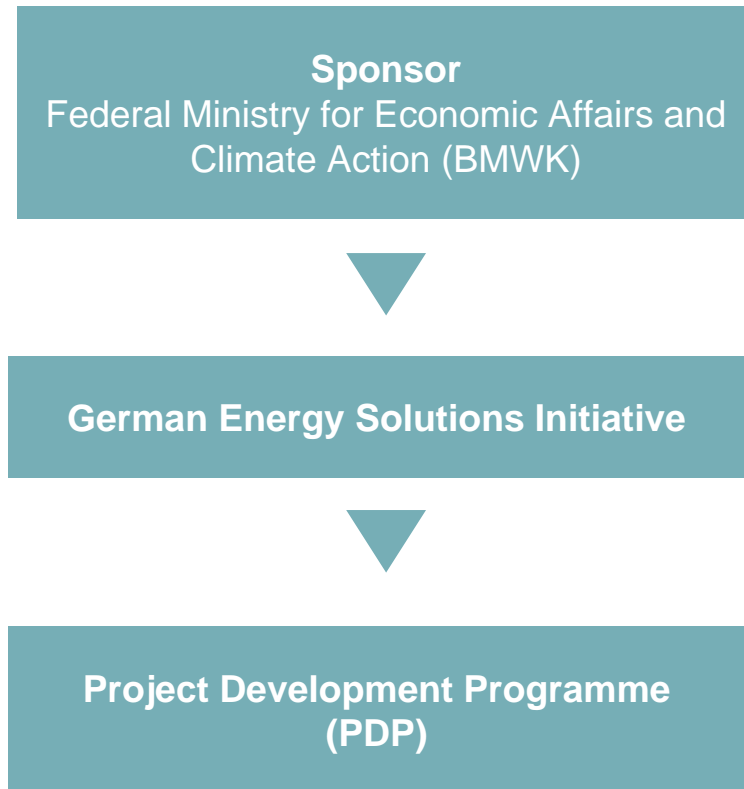 Sponsor
Federal Ministry for Economic Affairs and
Climate Action (BMWK)
German Energy Solutions Initiative
Project Development Programme
(PDP)